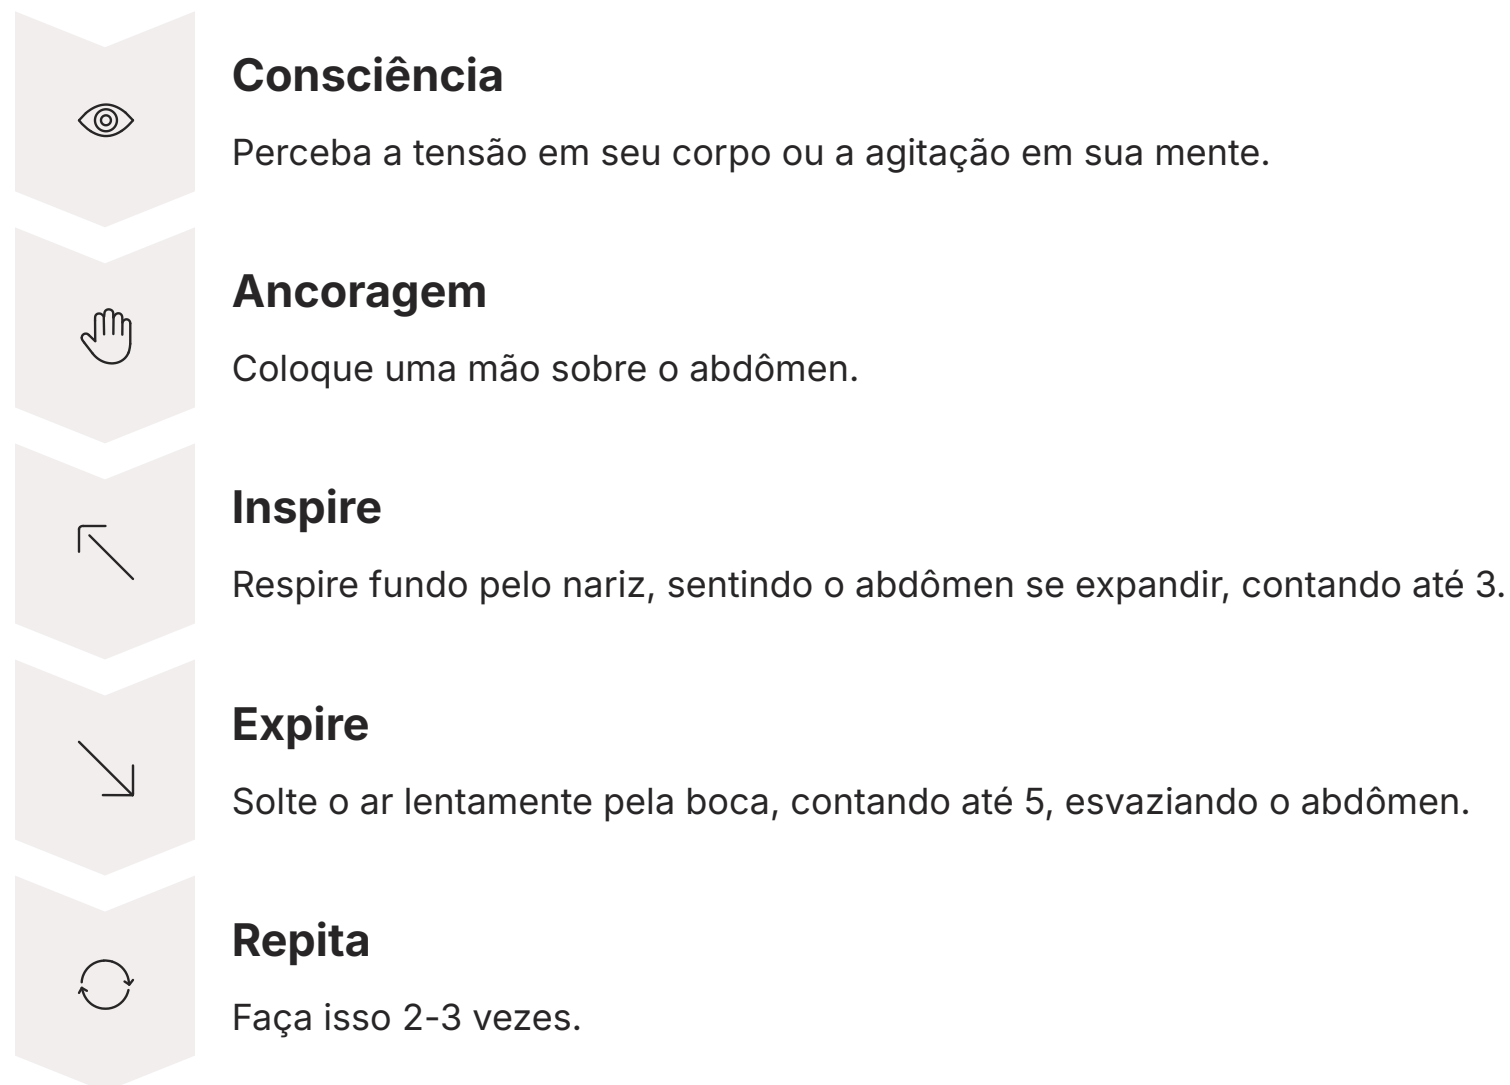 Consciência
Perceba a tensão em seu corpo ou a agitação em sua mente.
Ancoragem
Coloque uma mão sobre o abdômen.
Inspire
Respire fundo pelo nariz, sentindo o abdômen se expandir, contando até 3.
Expire
Solte o ar lentamente pela boca, contando até 5, esvaziando o abdômen.
Repita
Faça isso 2-3 vezes.